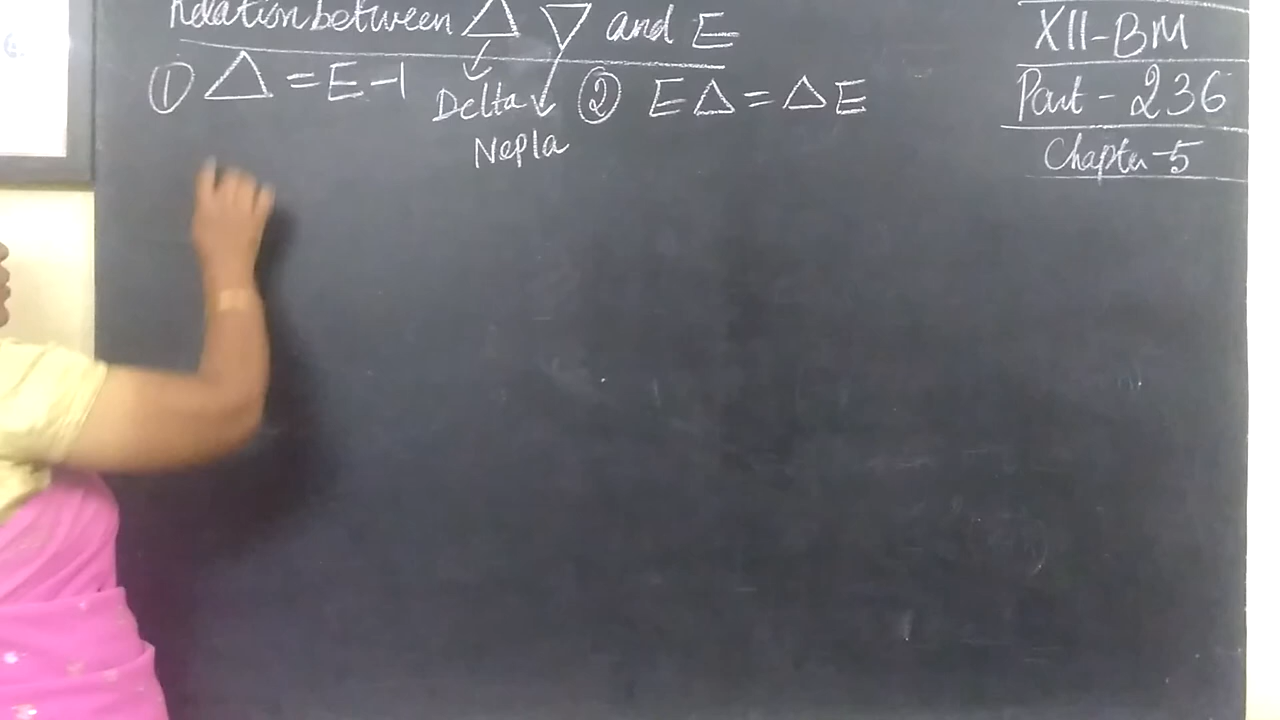 Relation between △ ▽ and E
① △ = E-1
Delta
Nepla
② E△ = △E
XII-BM
Part - 236
Chapter-5